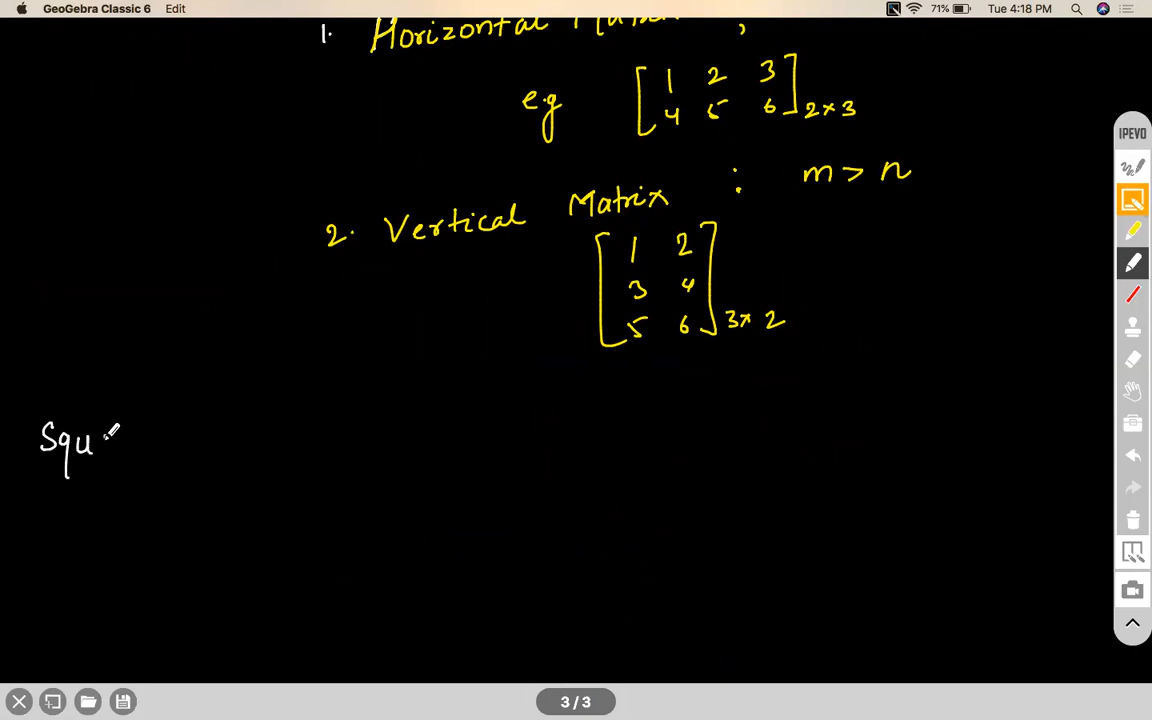 GeoGebra Classic 6 Edit 71% Tue 4:18 PM
1. Horizontal
e.g [1 2 3
4 5 6] 2×3
IPEVO
2. Vertical Matrix : m > n
[1 2
3 4
5 6] 3×2
Squ
3/3